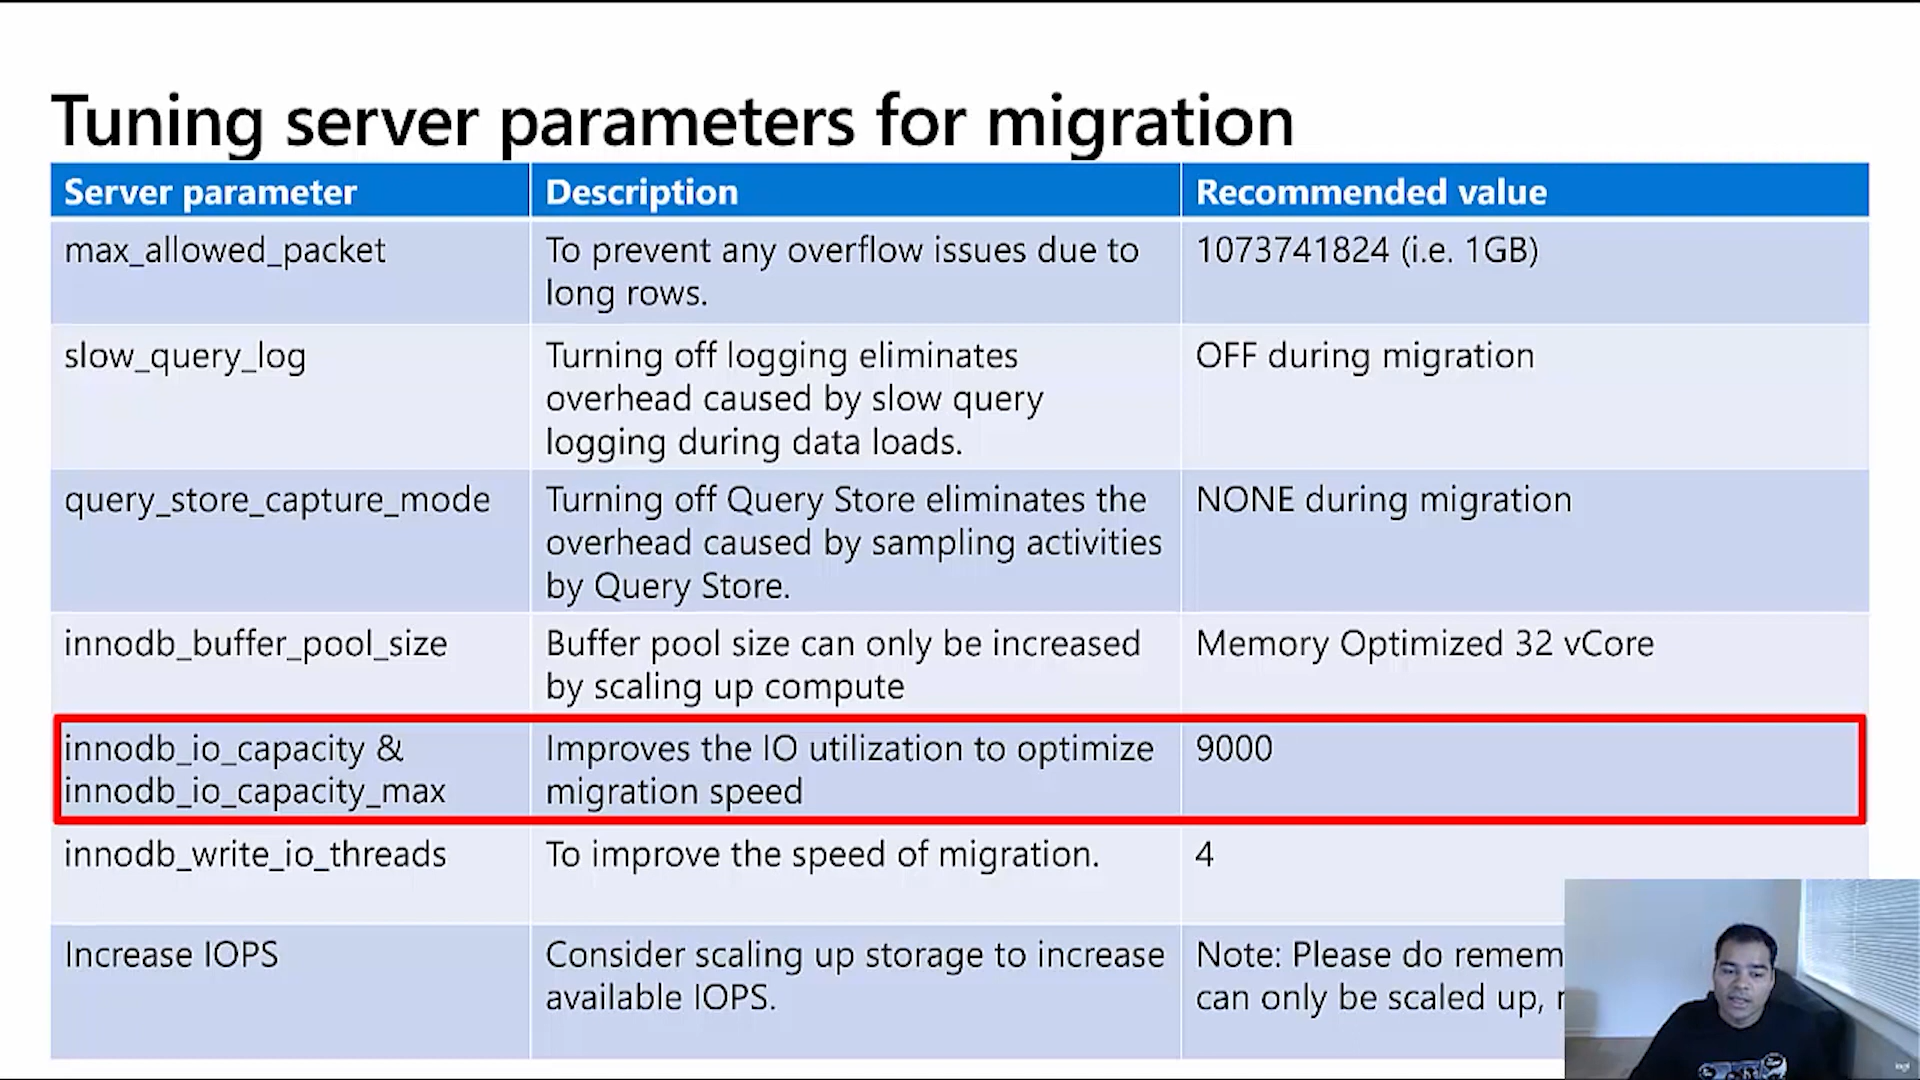 Tuning server parameters for migration
Server parameter
Description
Recommended value
max_allowed_packet
To prevent any overflow issues due to
long rows.
1073741824 (i.e. 1GB)
slow_query_log
Turning off logging eliminates
overhead caused by slow query
logging during data loads.
OFF during migration
query_store_capture_mode
Turning off Query Store eliminates the
overhead caused by sampling activities
by Query Store.
NONE during migration
innodb_buffer_pool_size
Buffer pool size can only be increased
by scaling up compute
Memory Optimized 32 vCore
innodb_io_capacity &
innodb_io_capacity_max
Improves the IO utilization to optimize
migration speed
9000
innodb_write_io_threads
To improve the speed of migration.
4
Increase IOPS
Consider scaling up storage to increase
available IOPS.
Note: Please do remem
can only be scaled up,